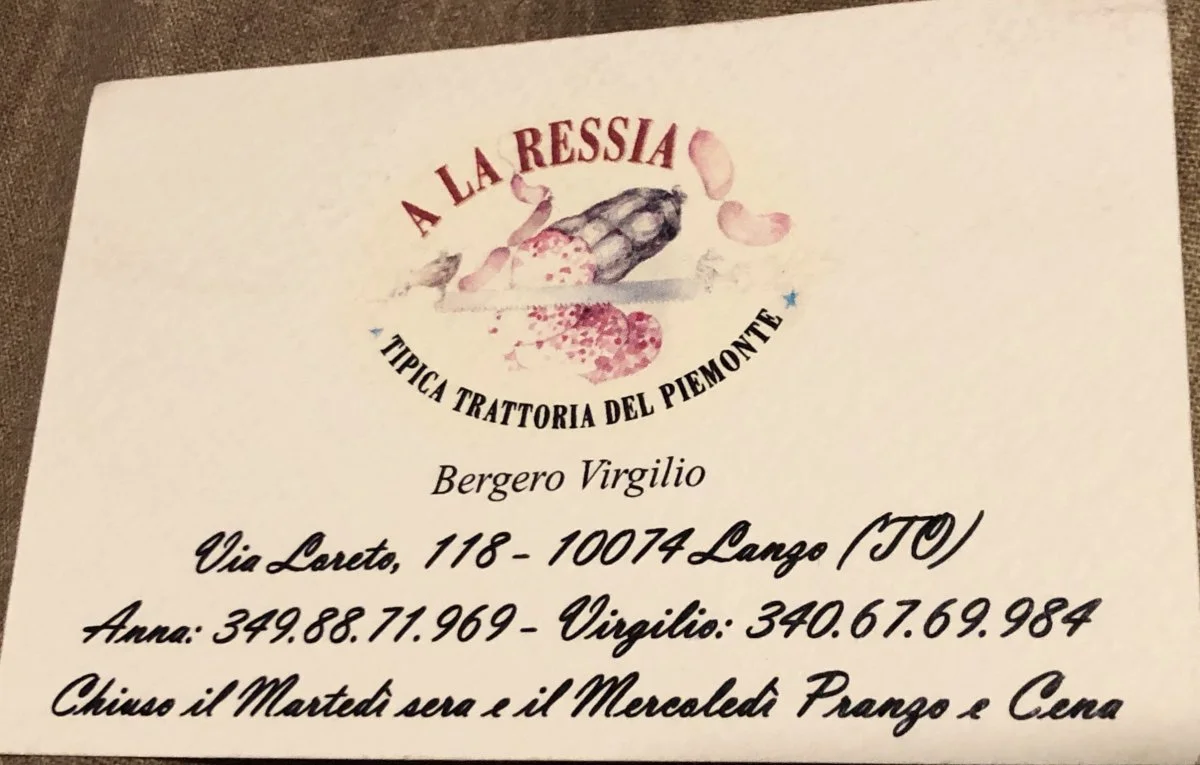 A LA RESSIA
TIPICA TRATTORIA DEL PIEMONTE
Bergero Virgilio
Via Loreto, 118 - 10074 Lanzo (TO)
Anna: 349.88.71.969 - Virgilio: 340.67.69.984
Chiuso il Martedì sera e il Mercoledì Pranzo e Cena